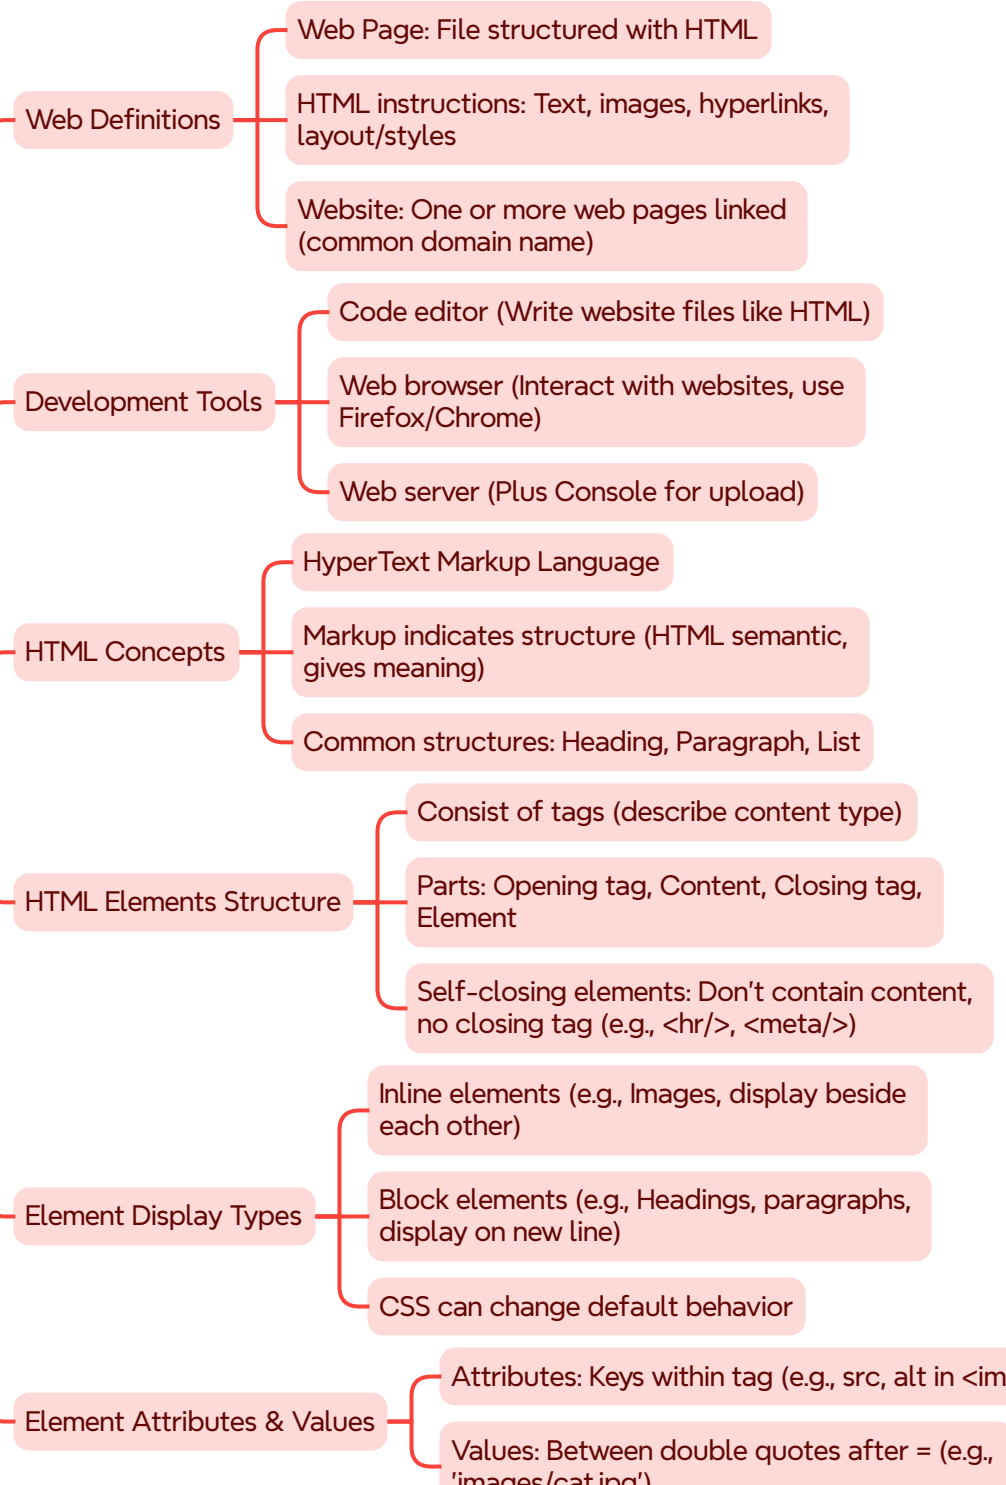 Web Definitions
Web Page: File structured with HTML
HTML instructions: Text, images, hyperlinks,
layout/styles
Website: One or more web pages linked
(common domain name)
Development Tools
Code editor (Write website files like HTML)
Web browser (Interact with websites, use
Firefox/Chrome)
Web server (Plus Console for upload)
HTML Concepts
HyperText Markup Language
Markup indicates structure (HTML semantic,
gives meaning)
Common structures: Heading, Paragraph, List
HTML Elements Structure
Consist of tags (describe content type)
Parts: Opening tag, Content, Closing tag,
Element
Self-closing elements: Don't contain content,
no closing tag (e.g., <hr/>, <meta/>)
Element Display Types
Inline elements (e.g., Images, display beside
each other)
Block elements (e.g., Headings, paragraphs,
display on new line)
CSS can change default behavior
Element Attributes & Values
Attributes: Keys within tag (e.g., src, alt in <im
Values: Between double quotes after = (e.g.,
'images/cat.jpg')